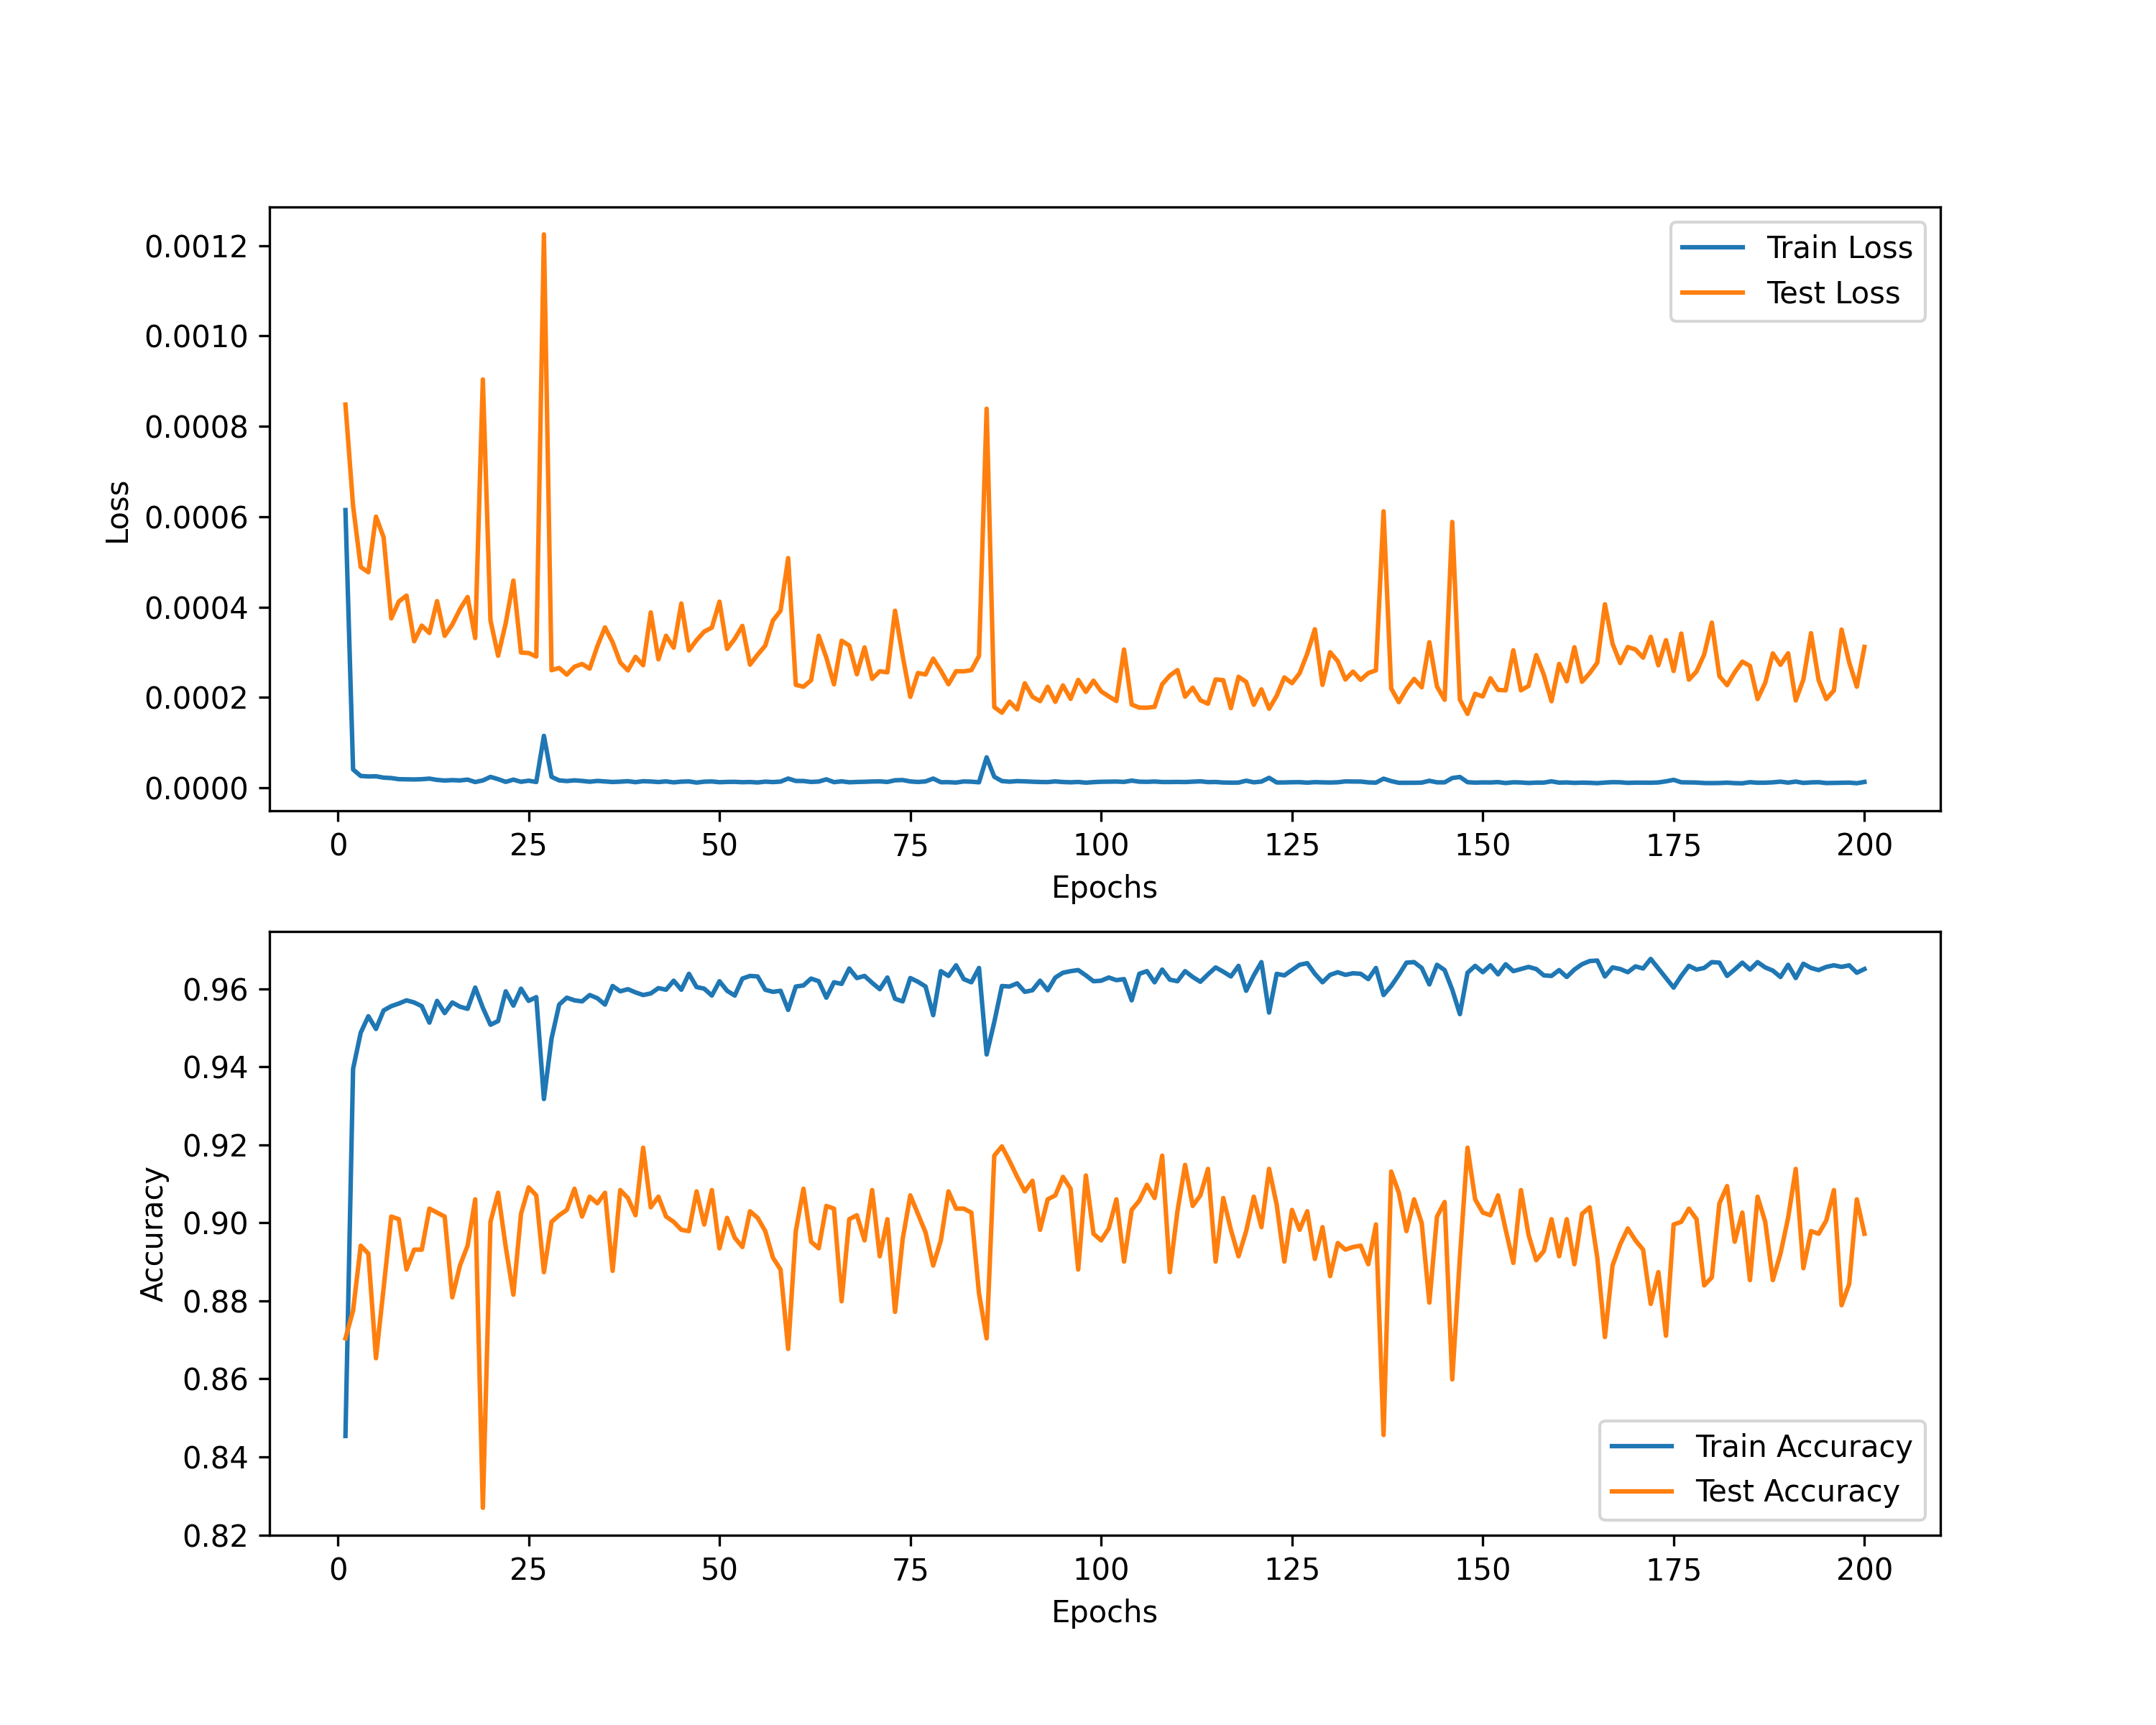 0.0012
0.0010
0.0008
0.0006
0.0004
0.0002
0.0000
Loss
Train Loss
Test Loss
0 25 50 75 100 125 150 175 200
Epochs
0.96
0.94
0.92
0.90
0.88
0.86
0.84
0.82
Accuracy
Train Accuracy
Test Accuracy
0 25 50 75 100 125 150 175 200
Epochs